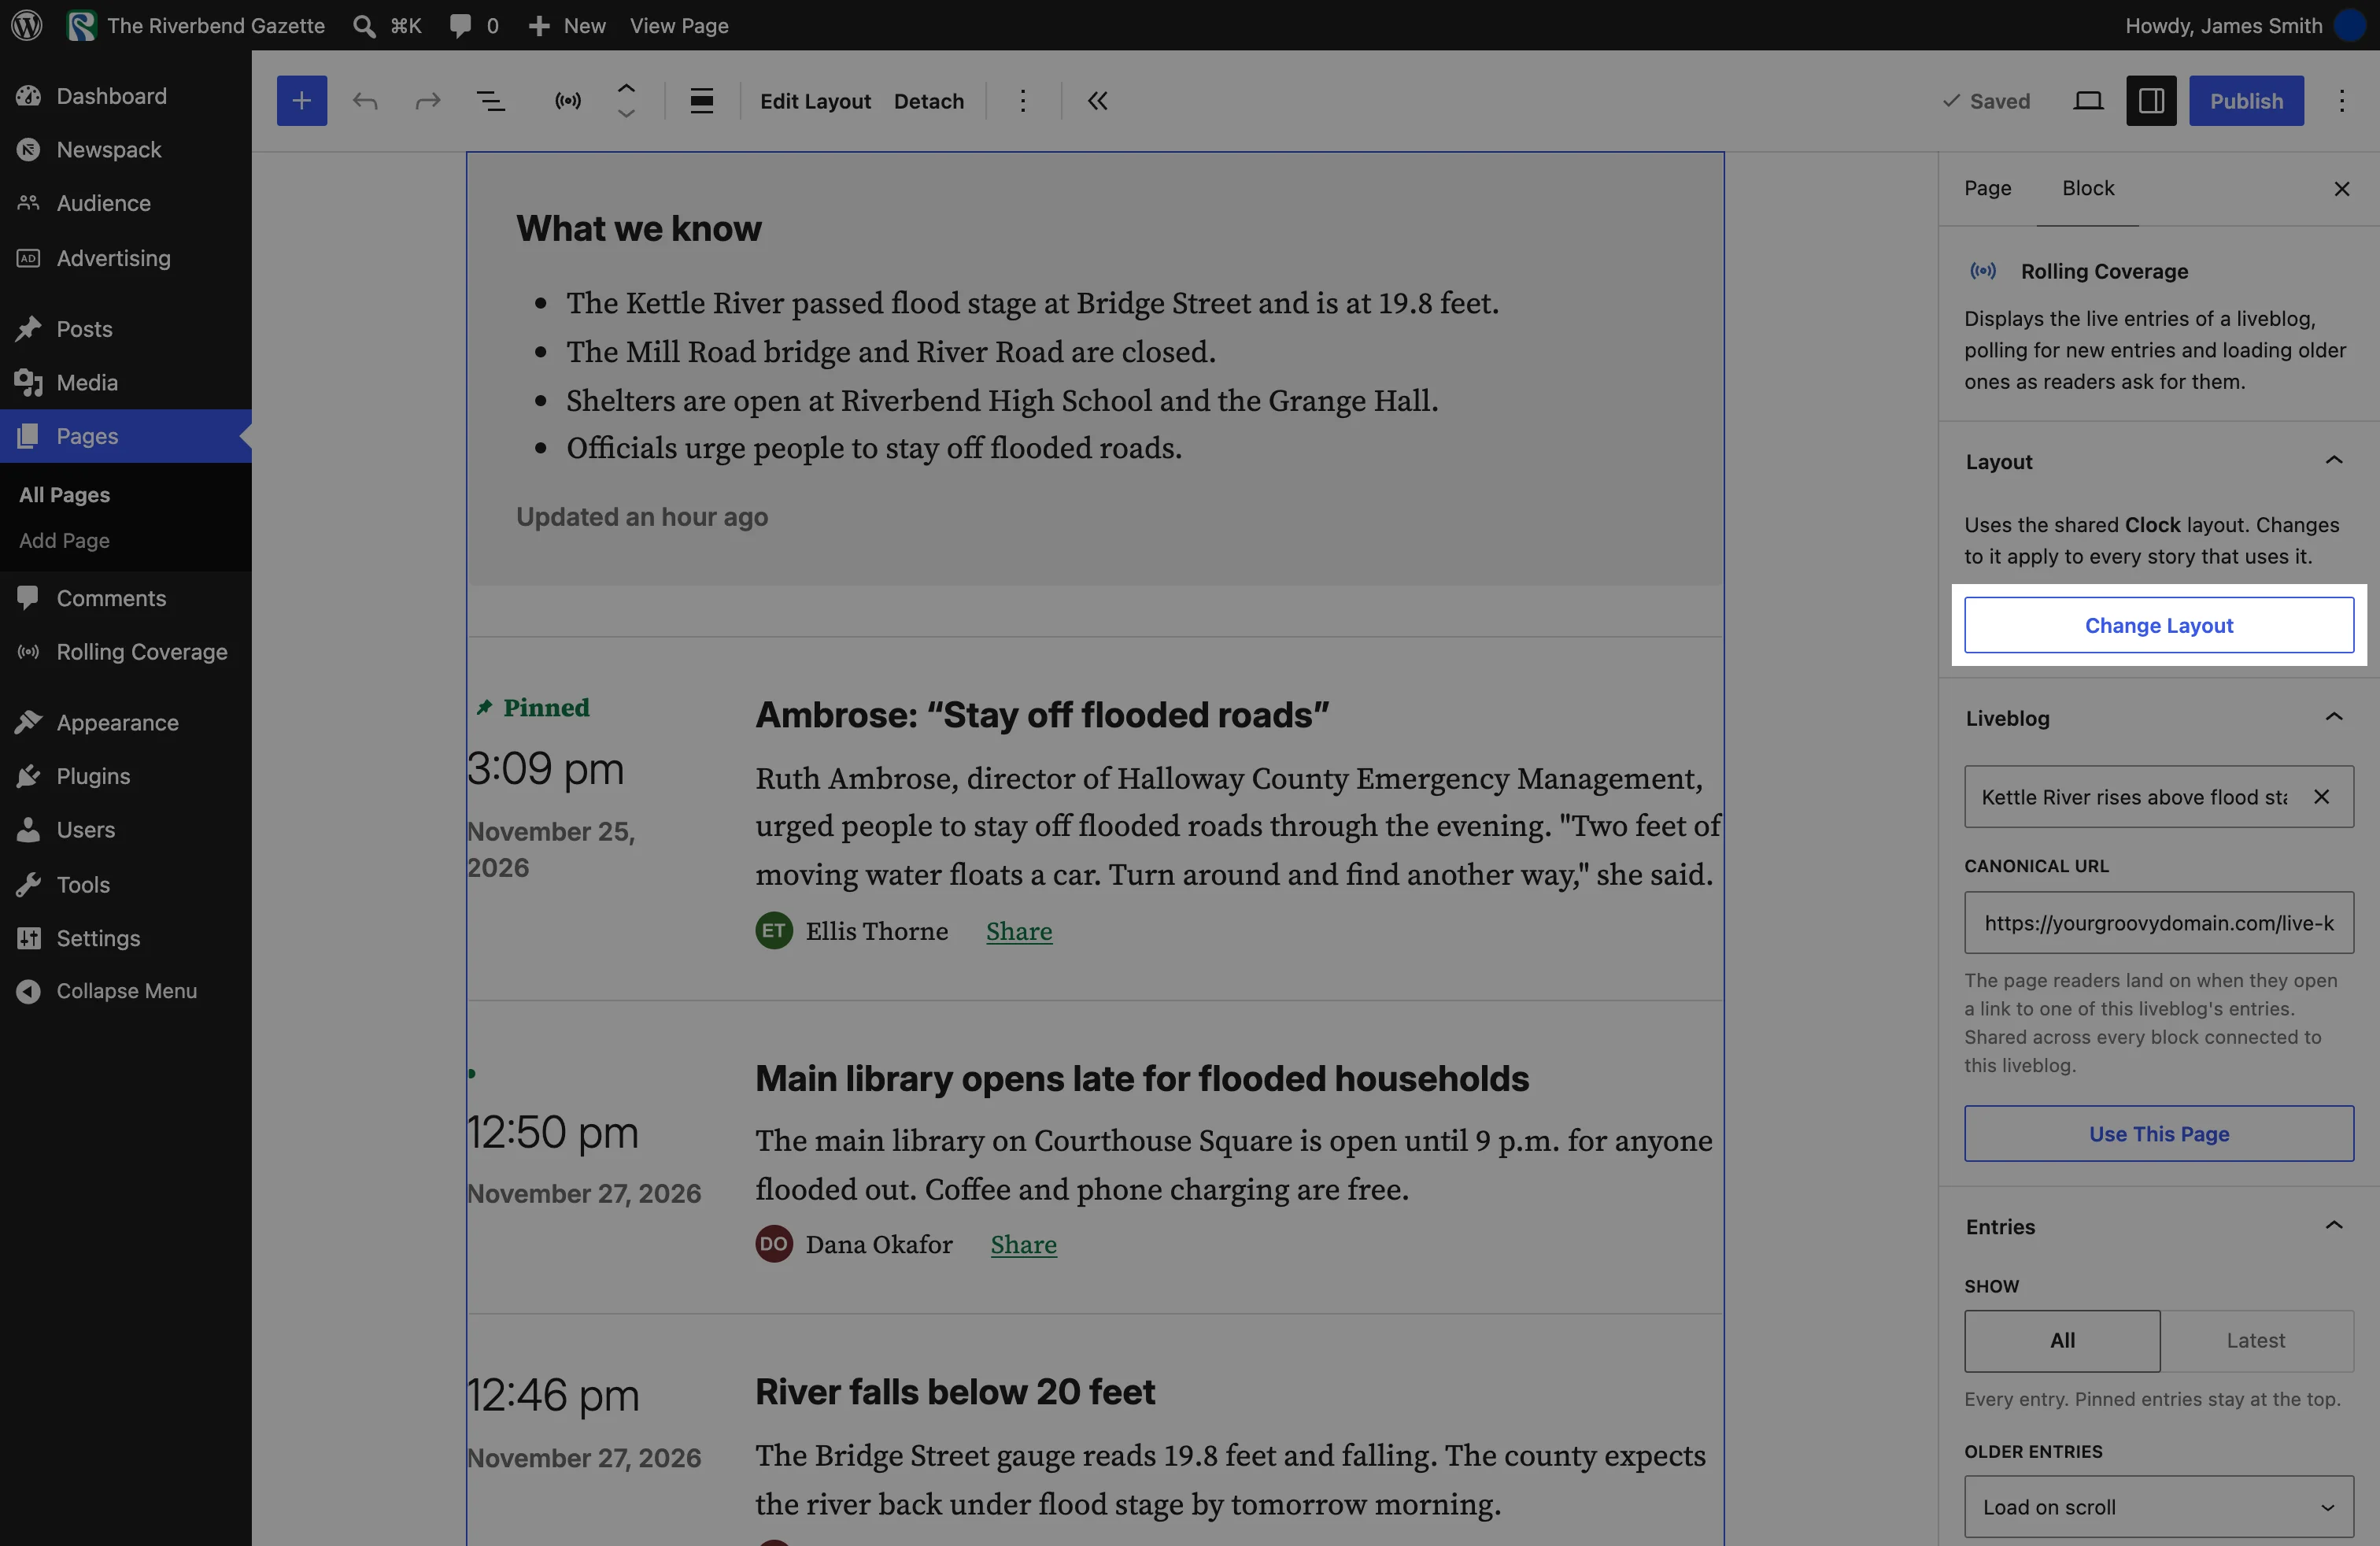 The Riverbend Gazette
⌘K
0
New
View Page
Howdy, James Smith
Dashboard
Newspack
Audience
AD
Advertising
Posts
Media
Pages
All Pages
Add Page
Comments
Rolling Coverage
Appearance
Plugins
Users
Tools
Settings
Collapse Menu
Edit Layout
Detach
Saved
Publish
What we know
• The Kettle River passed flood stage at Bridge Street and is at 19.8 feet.
• The Mill Road bridge and River Road are closed.
• Shelters are open at Riverbend High School and the Grange Hall.
• Officials urge people to stay off flooded roads.
Updated an hour ago
Pinned
3:09 pm
November 25,
2026
Ambrose: “Stay off flooded roads”
Ruth Ambrose, director of Halloway County Emergency Management,
urged people to stay off flooded roads through the evening. "Two feet of
moving water floats a car. Turn around and find another way," she said.
ET
Ellis Thorne
Share
12:50 pm
November 27, 2026
Main library opens late for flooded households
The main library on Courthouse Square is open until 9 p.m. for anyone
flooded out. Coffee and phone charging are free.
DO
Dana Okafor
Share
12:46 pm
November 27, 2026
River falls below 20 feet
The Bridge Street gauge reads 19.8 feet and falling. The county expects
the river back under flood stage by tomorrow morning.
Page
Block
Rolling Coverage
Displays the live entries of a liveblog,
polling for new entries and loading older
ones as readers ask for them.
Layout
Uses the shared Clock layout. Changes
to it apply to every story that uses it.
Change Layout
Liveblog
Kettle River rises above flood sta
CANONICAL URL
https://yourgroovydomain.com/live-k
The page readers land on when they open
a link to one of this liveblog's entries.
Shared across every block connected to
this liveblog.
Use This Page
Entries
SHOW
All
Latest
Every entry. Pinned entries stay at the top.
OLDER ENTRIES
Load on scroll